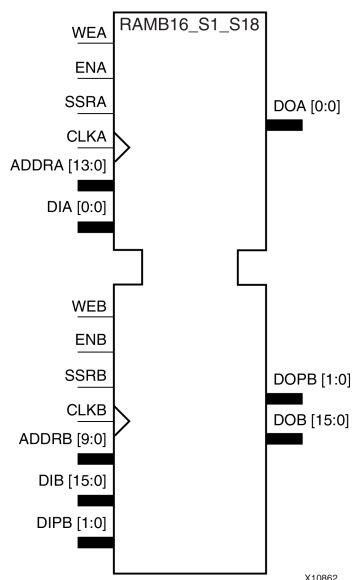 RAMB16_S1_S18
WEA
ENA
SSRA
DOA [0:0]
CLKA
ADDRA [13:0]
DIA [0:0]
WEB
ENB
SSRB
DOPB [1:0]
CLKB
DOB [15:0]
ADDRB [9:0]
DIB [15:0]
DIPB [1:0]
X10862